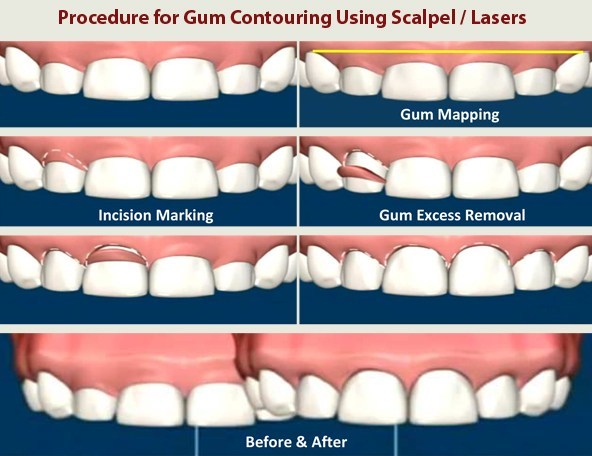 Procedure for Gum Contouring Using Scalpel / Lasers
Gum Mapping
Incision Marking
Gum Excess Removal
Before & After